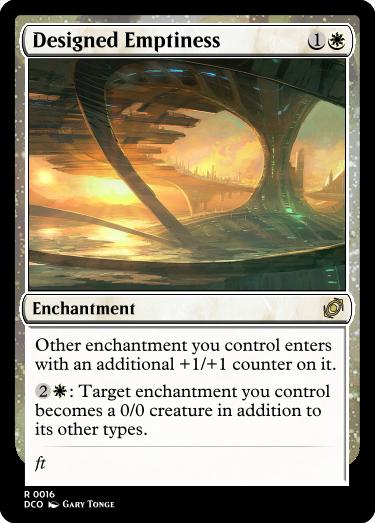 Designed Emptiness 1
Enchantment
Other enchantment you control enters
with an additional +1/+1 counter on it.
2 : Target enchantment you control
becomes a 0/0 creature in addition to
its other types.
ft
R 0016
DCO Gary Tonge